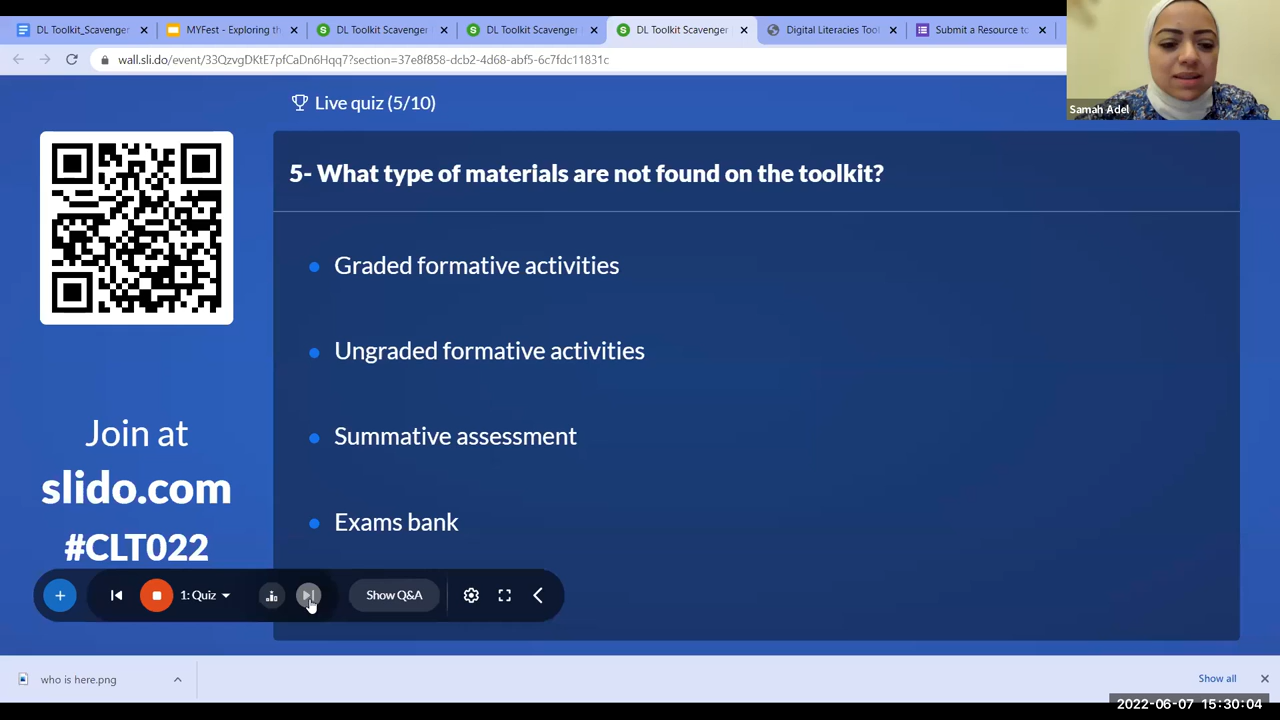 DL Toolkit_Scavenger
MYFest - Exploring th
DL Toolkit Scavenger
DL Toolkit Scavenger
DL Toolkit Scavenger
Digital Literacies Tool
Submit a Resource to
wall.sli.do/event/33QzvgDKtE7pfCaDn6Hqq7?section=37e8f858-dcb2-4d68-abf5-6c7fdc11831c
Samah Adel
Live quiz (5/10)
5- What type of materials are not found on the toolkit?
Graded formative activities
Ungraded formative activities
Summative assessment
Exams bank
Join at
slido.com
#CLT022
1: Quiz
Show Q&A
who is here.png
Show all
2022-06-07 15:30:04